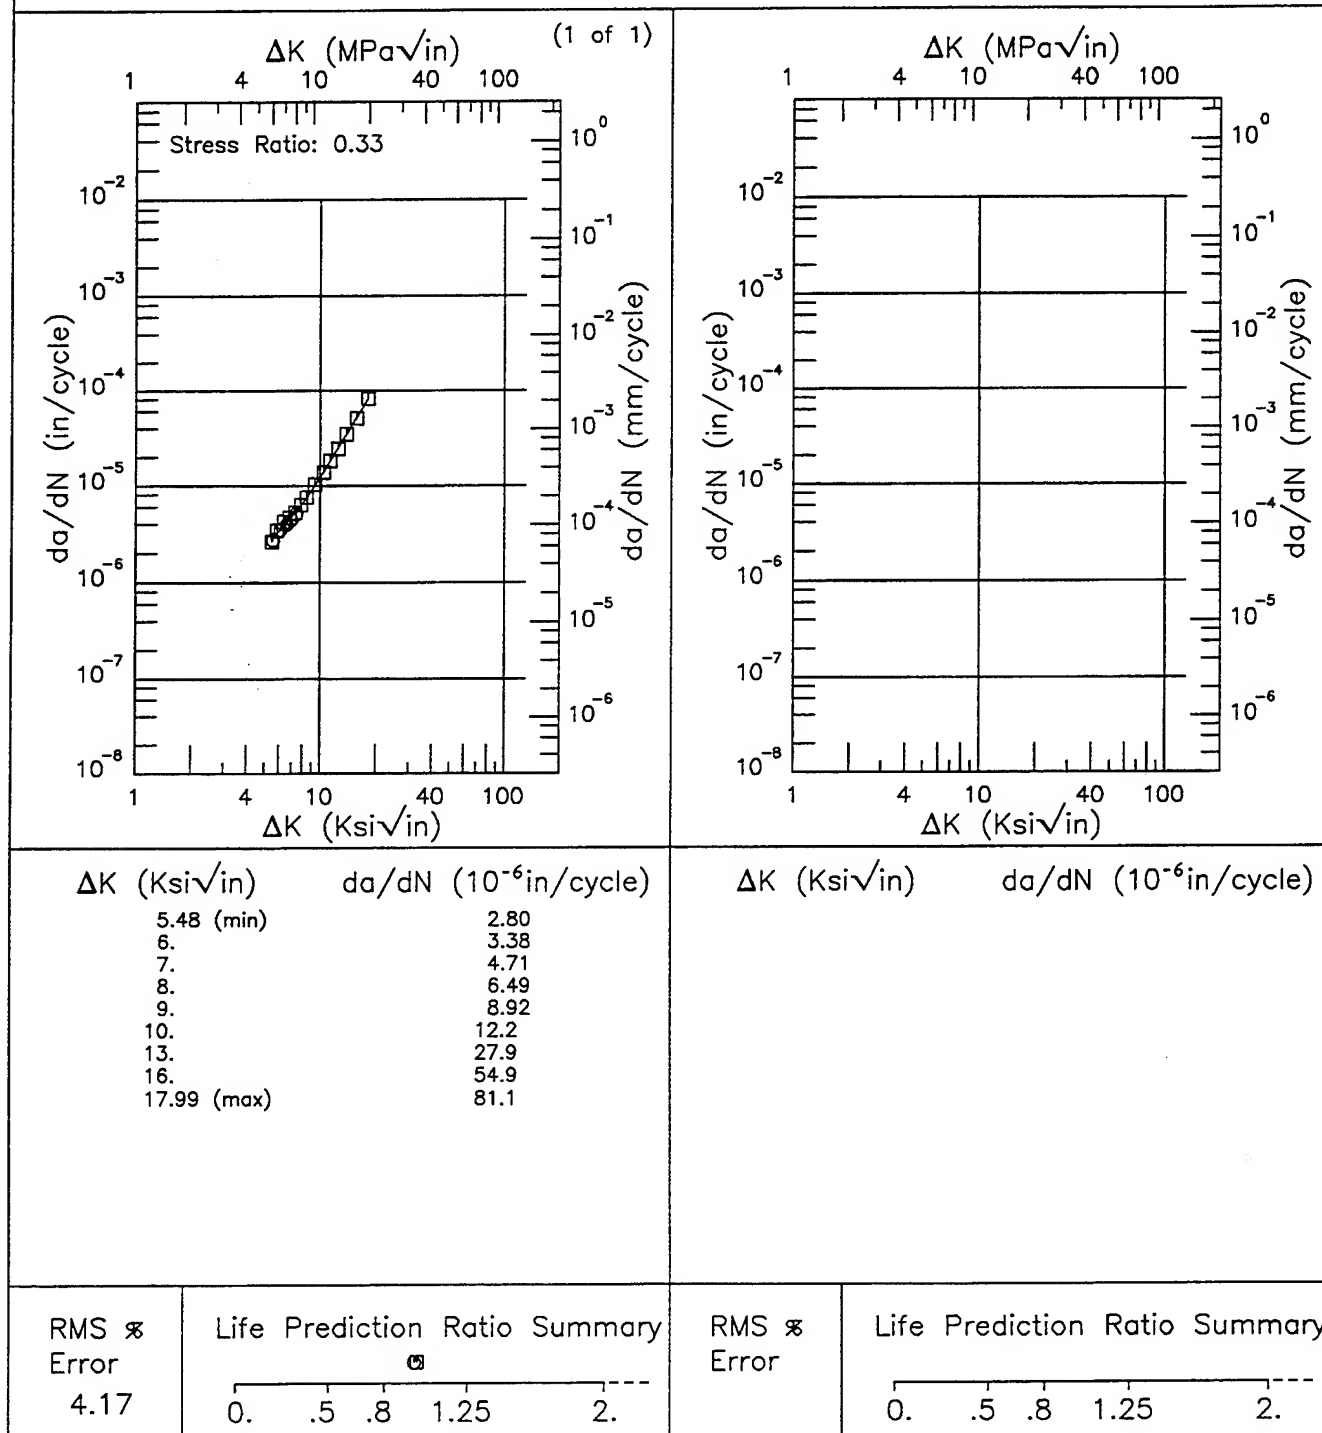 (1 of 1)
ΔK (MPa√in)
1 4 10 40 100
Stress Ratio: 0.33
10⁰
10⁻²
10⁻¹
10⁻³
10⁻²
10⁻⁴
10⁻³
10⁻⁵
10⁻⁴
10⁻⁶
10⁻⁵
10⁻⁷
10⁻⁶
10⁻⁸
da/dN (in/cycle)
da/dN (mm/cycle)
1 4 10 40 100
ΔK (Ksi√in)
ΔK (MPa√in)
1 4 10 40 100
10⁰
10⁻²
10⁻¹
10⁻³
10⁻²
10⁻⁴
10⁻³
10⁻⁵
10⁻⁴
10⁻⁶
10⁻⁵
10⁻⁷
10⁻⁶
10⁻⁸
da/dN (in/cycle)
da/dN (mm/cycle)
1 4 10 40 100
ΔK (Ksi√in)
ΔK (Ksi√in) da/dN (10⁻⁶in/cycle)
5.48 (min) 2.80
6. 3.38
7. 4.71
8. 6.49
9. 8.92
10. 12.2
13. 27.9
16. 54.9
17.99 (max) 81.1
ΔK (Ksi√in) da/dN (10⁻⁶in/cycle)
RMS %
Error
4.17
Life Prediction Ratio Summary
0. .5 .8 1.25 2.
RMS %
Error
Life Prediction Ratio Summary
0. .5 .8 1.25 2.